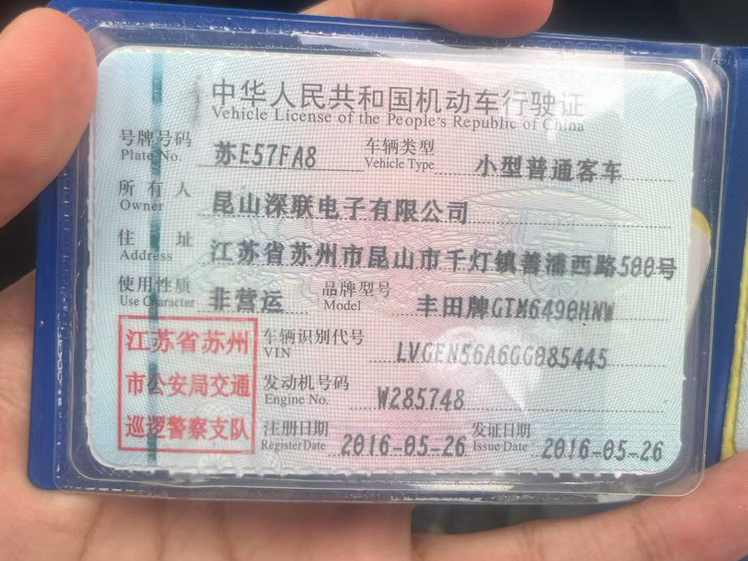 中华人民共和国机动车行驶证
Vehicle License of the People's Republic of China
号牌号码 苏E57FA8 车辆类型 小型普通客车
Plate No. Vehicle Type
所有人 昆山深联电子有限公司
Owner
住址 江苏省苏州市昆山市千灯镇善浦西路500号
Address
使用性质 非营运 品牌型号 丰田牌GTM6490HNW
Use Character Model
江苏省苏州
市公安局交通
巡逻警察支队
车辆识别代号 LVGEN56A6GG085445
VIN
发动机号码 W285748
Engine No.
注册日期 2016-05-26 发证日期 2016-05-26
Register Date Issue Date